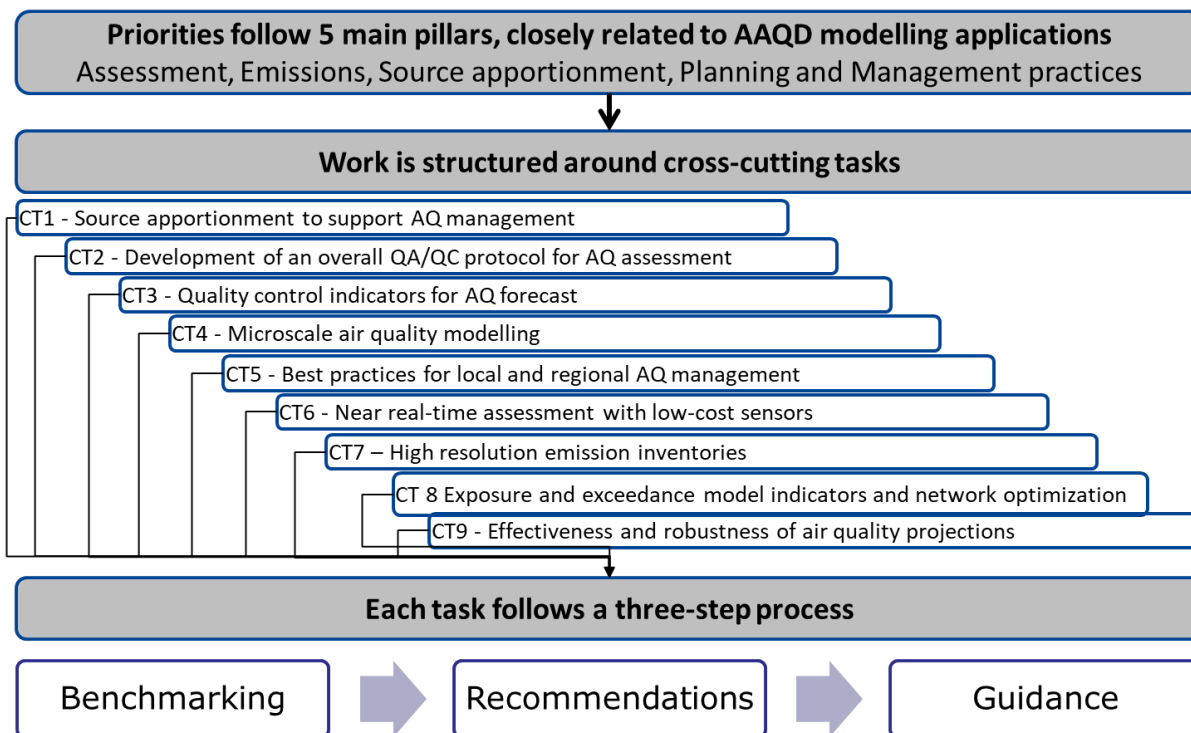 Priorities follow 5 main pillars, closely related to AAQD modelling applications
Assessment, Emissions, Source apportionment, Planning and Management practices
Work is structured around cross-cutting tasks
CT1 - Source apportionment to support AQ management
CT2 - Development of an overall QA/QC protocol for AQ assessment
CT3 - Quality control indicators for AQ forecast
CT4 - Microscale air quality modelling
CT5 - Best practices for local and regional AQ management
CT6 - Near real-time assessment with low-cost sensors
CT7 – High resolution emission inventories
CT 8 Exposure and exceedance model indicators and network optimization
CT9 - Effectiveness and robustness of air quality projections
Each task follows a three-step process
Benchmarking
Recommendations
Guidance